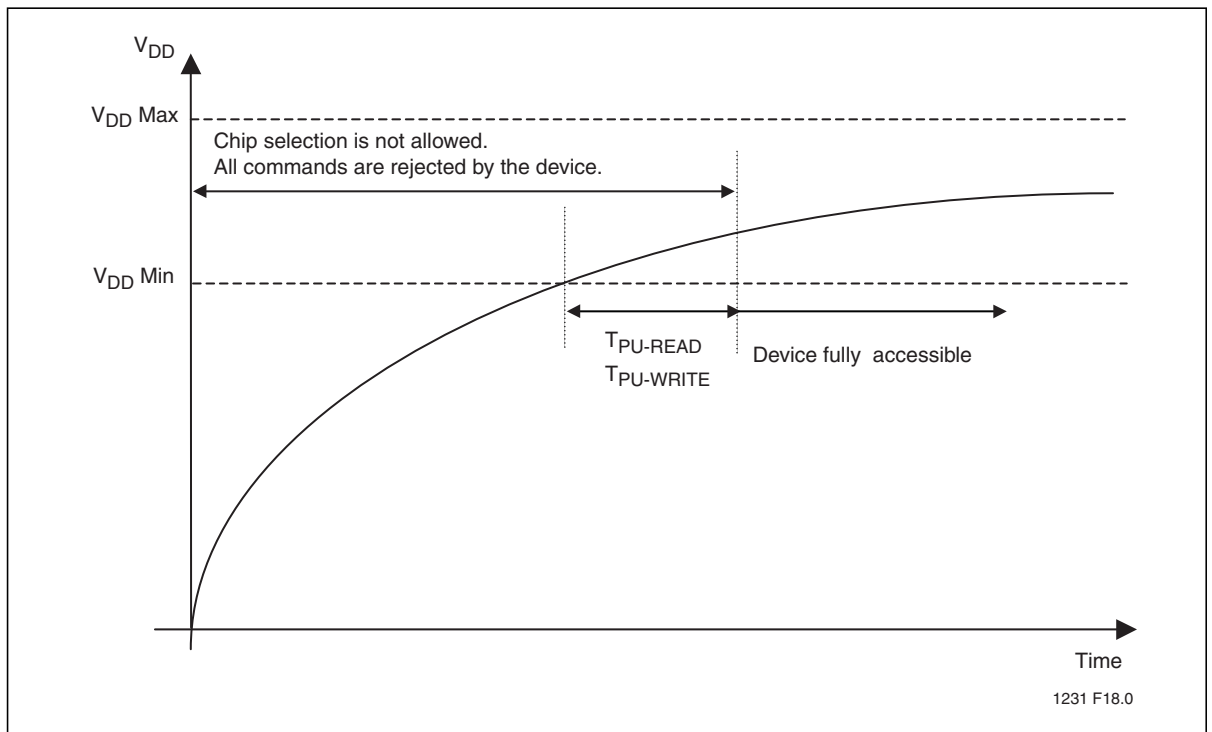 VDD
VDD Max
Chip selection is not allowed.
All commands are rejected by the device.
VDD Min
TPU-READ
TPU-WRITE
Device fully accessible
Time
1231 F18.0